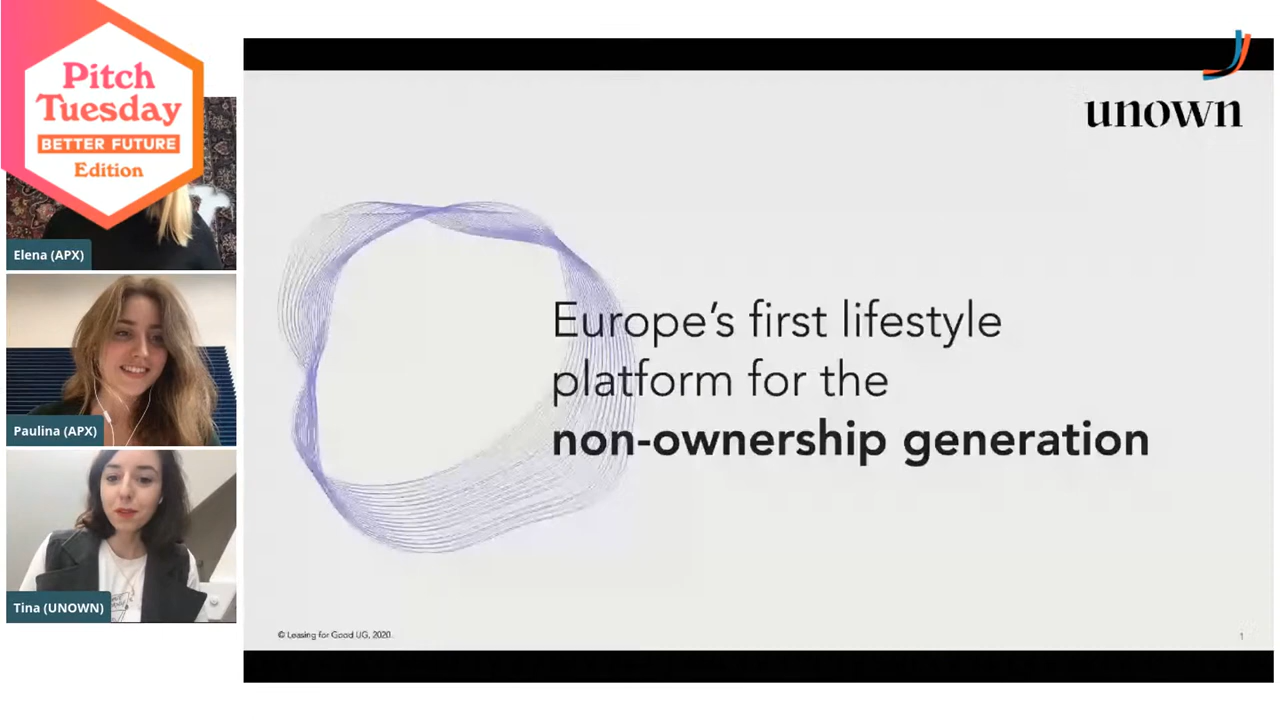 Pitch
Tuesday
BETTER FUTURE
Edition
Elena (APX)
Paulina (APX)
Tina (UNOWN)
unown
Europe's first lifestyle
platform for the
non-ownership generation
© Leasing for Good UG, 2020.
1